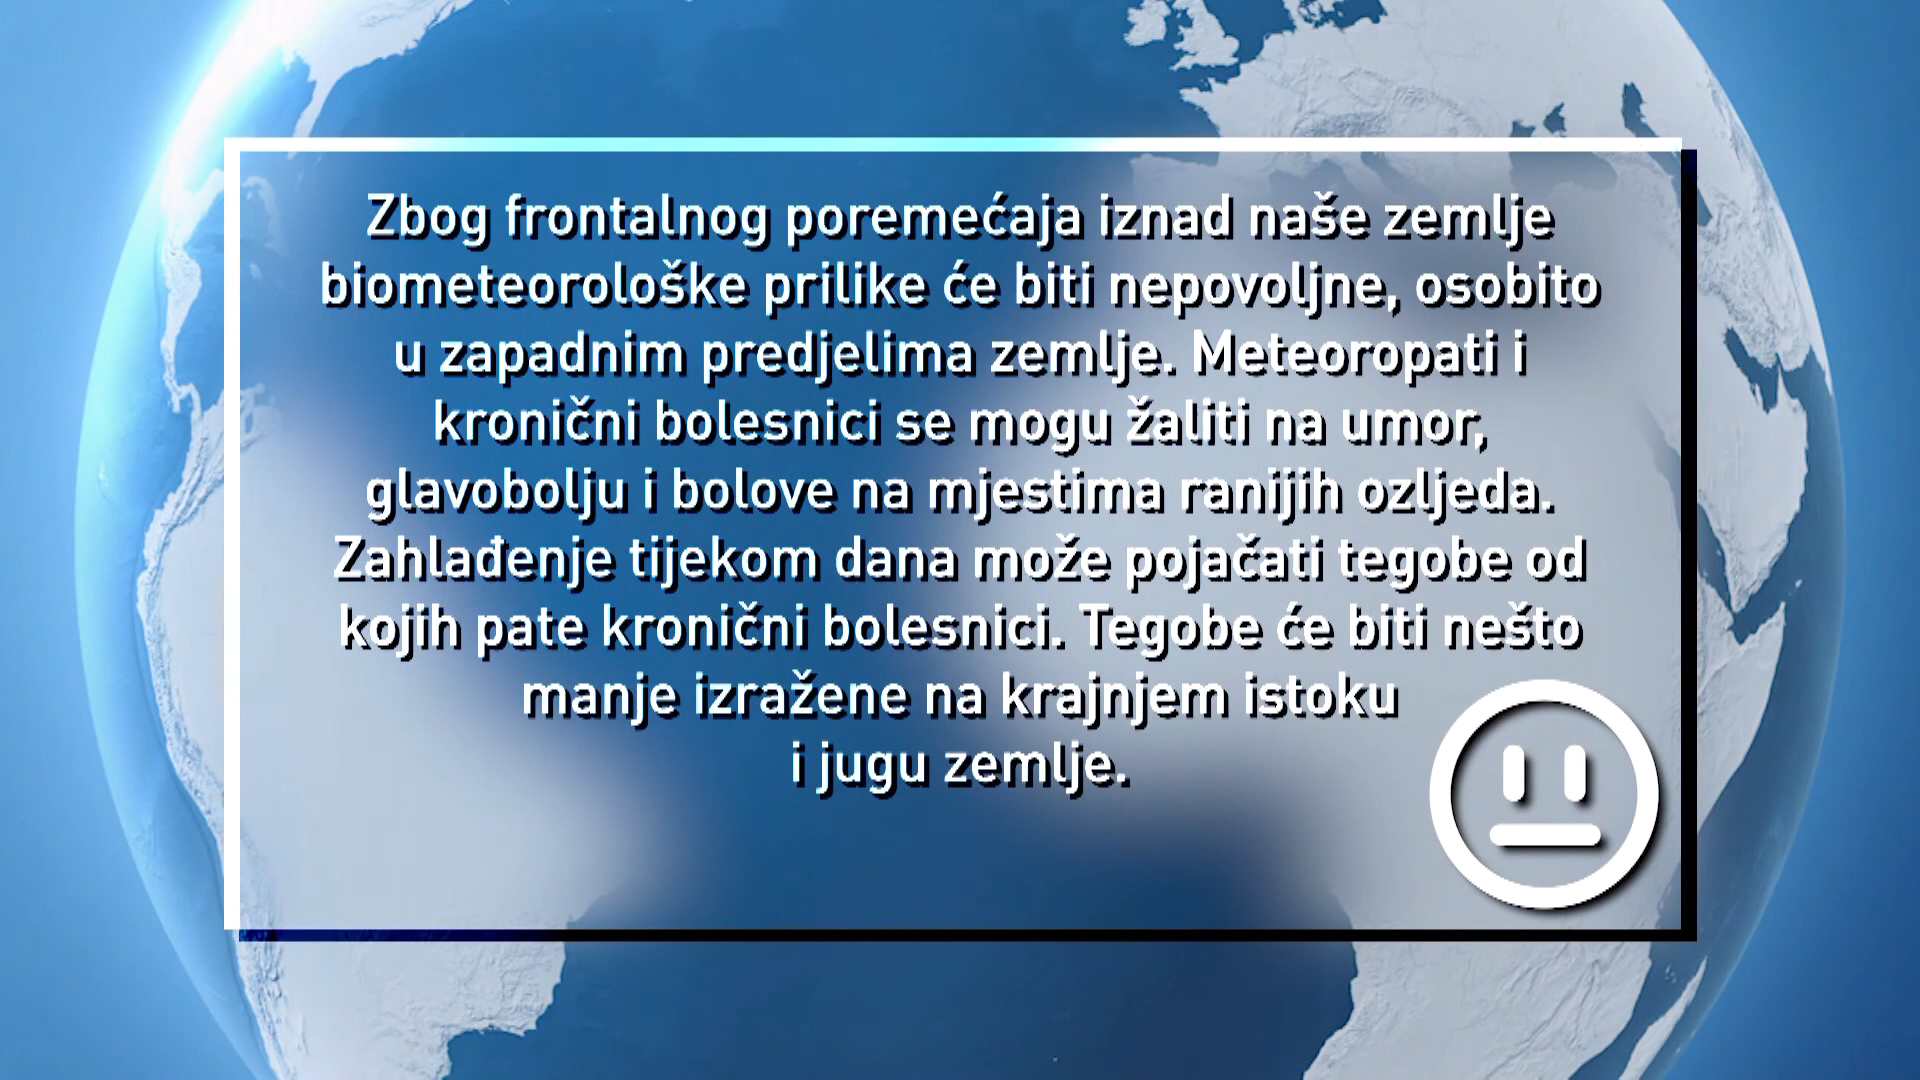 Zbog frontalnog poremećaja iznad naše zemlje
biometeorološke prilike će biti nepovoljne, osobito
u zapadnim predjelima zemlje. Meteoropati i
kronični bolesnici se mogu žaliti na umor,
glavobolju i bolove na mjestima ranijih ozljeda.
Zahlađenje tijekom dana može pojačati tegobe od
kojih pate kronični bolesnici. Tegobe će biti nešto
manje izražene na krajnjem istoku
i jugu zemlje.